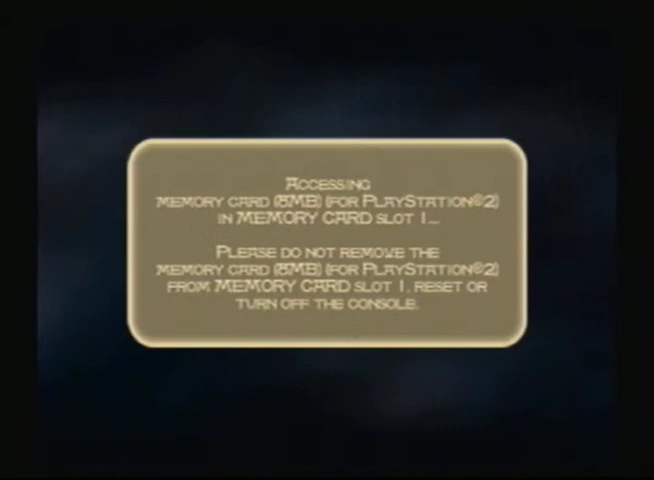 Accessing
memory card (8MB) (for PlayStation®2)
in MEMORY CARD slot 1...
Please do not remove the
memory card (8MB) (for PlayStation®2)
from MEMORY CARD slot 1, reset or
turn off the console.